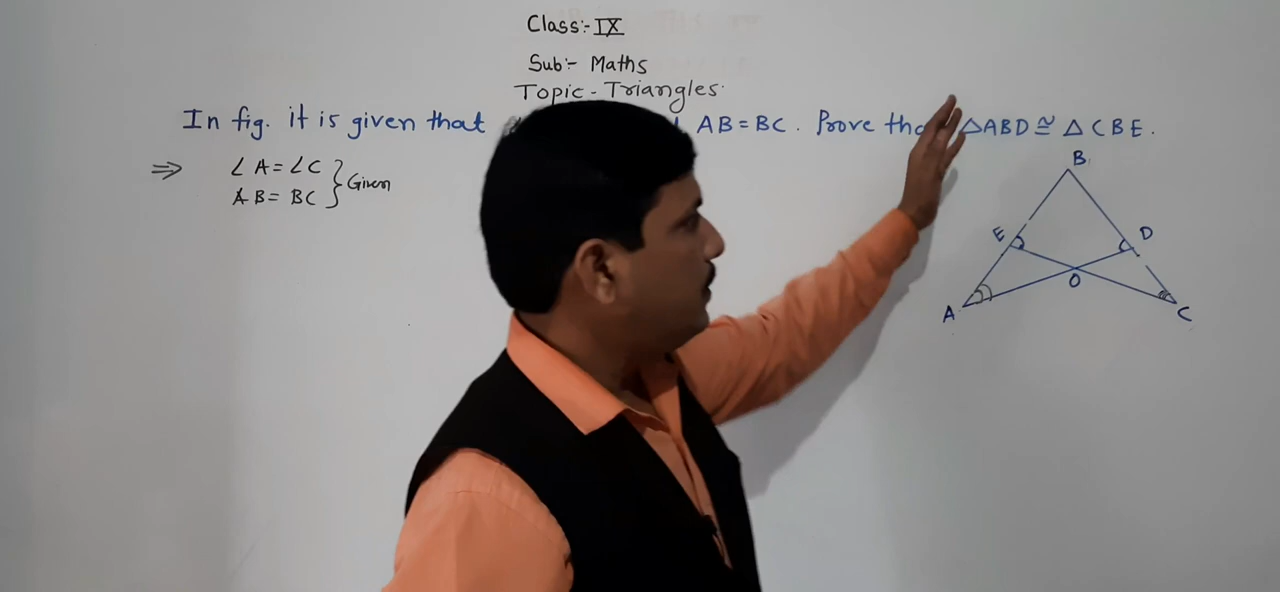 Class:- IX
Sub:- Maths
Topic - Triangles.
In fig. it is given that AB = BC. Prove △ABD ≅ △CBE.
⇒ ∠A = ∠C
AB = BC } Given
B
E
D
O
A
C